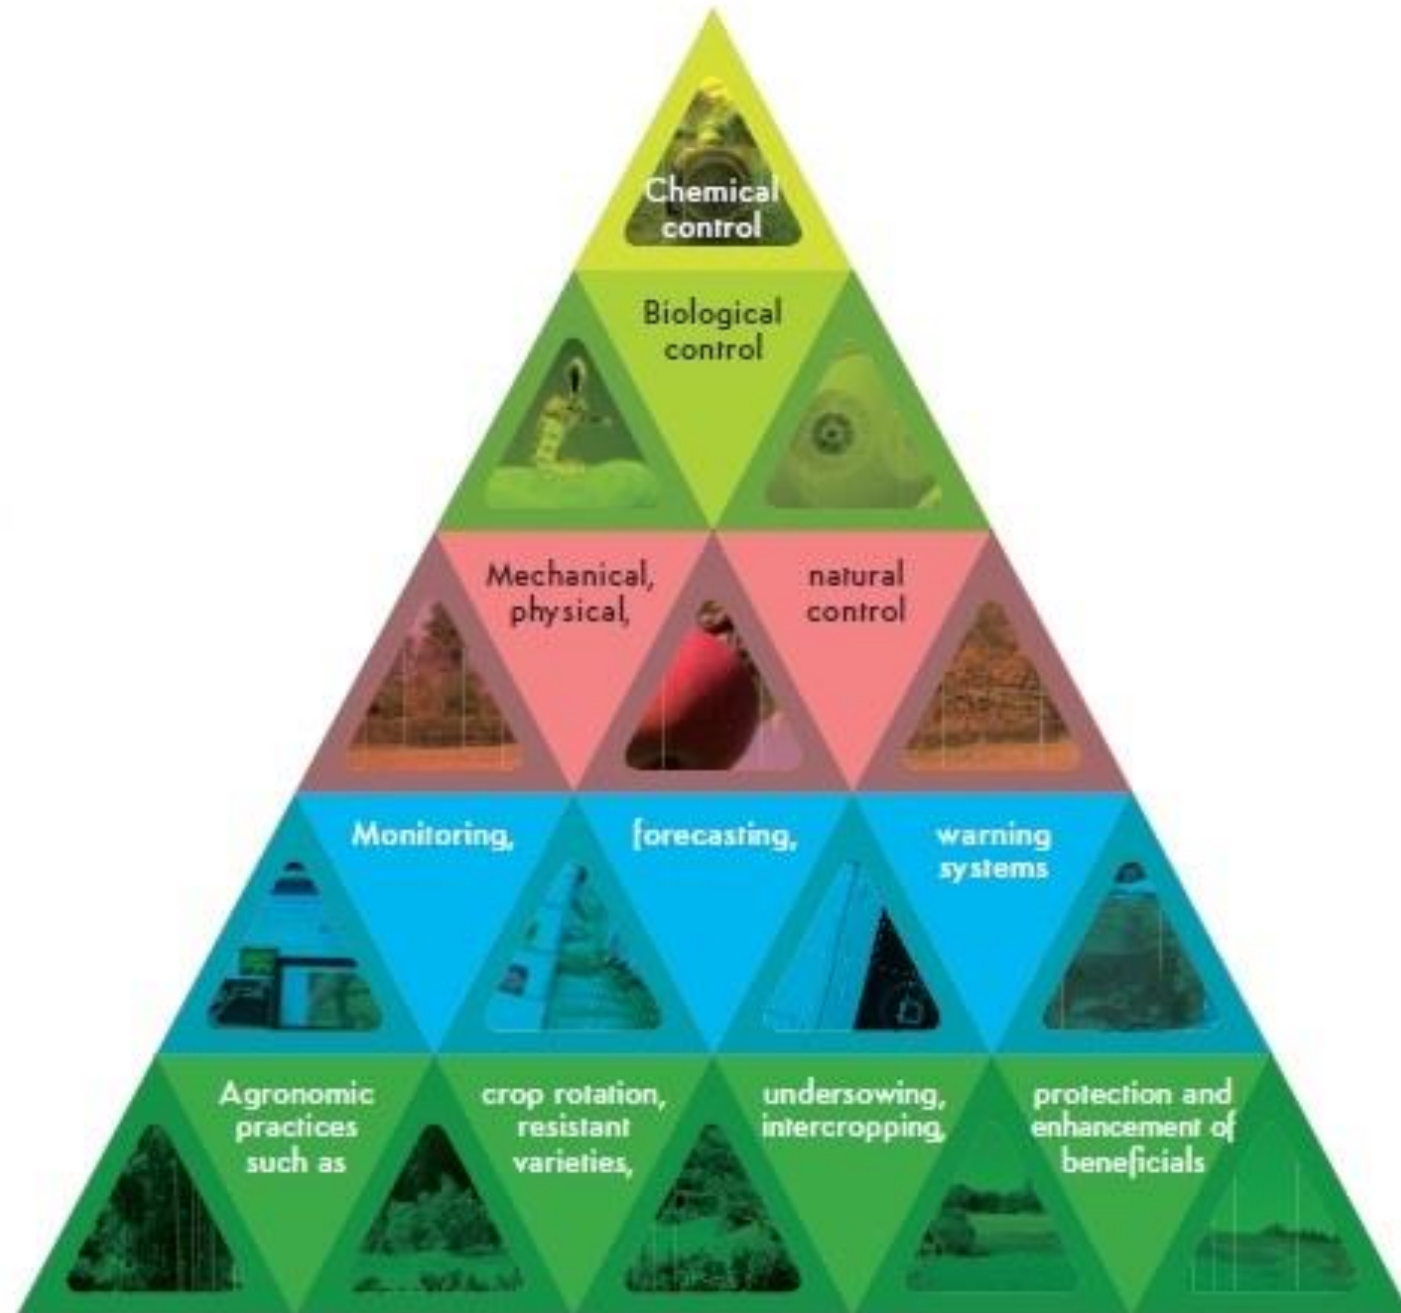 Chemical
control
Biological
control
Mechanical,
physical,
natural
control
Monitoring,
forecasting,
warning
systems
Agronomic
practices
such as
crop rotation,
resistant
varieties,
undersowing,
intercropping,
protection and
enhancement of
beneficials